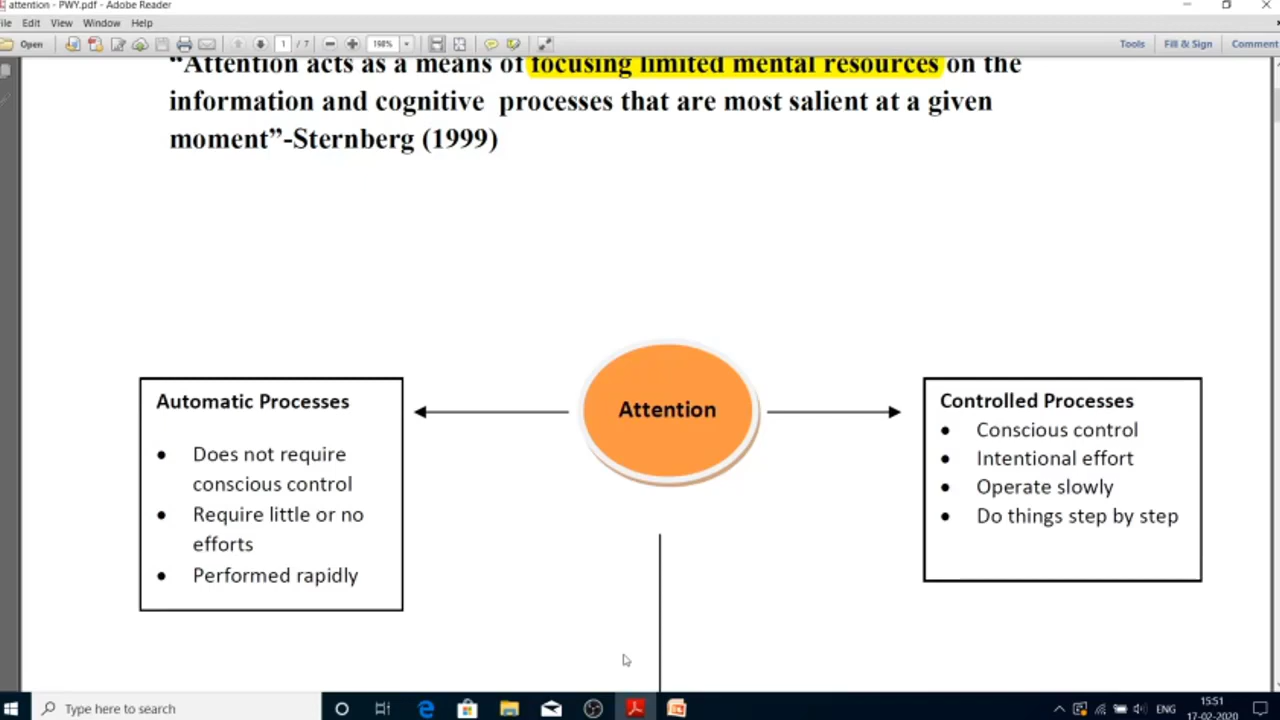 attention - PWY.pdf - Adobe Reader
File Edit View Window Help
Open 1 / 7 198% Tools Fill & Sign Comment
“Attention acts as a means of focusing limited mental resources on the
information and cognitive processes that are most salient at a given
moment”-Sternberg (1999)
Attention
Automatic Processes
Does not require
conscious control
Require little or no
efforts
Performed rapidly
Controlled Processes
Conscious control
Intentional effort
Operate slowly
Do things step by step
Type here to search
ENG
15:51
17-02-2020